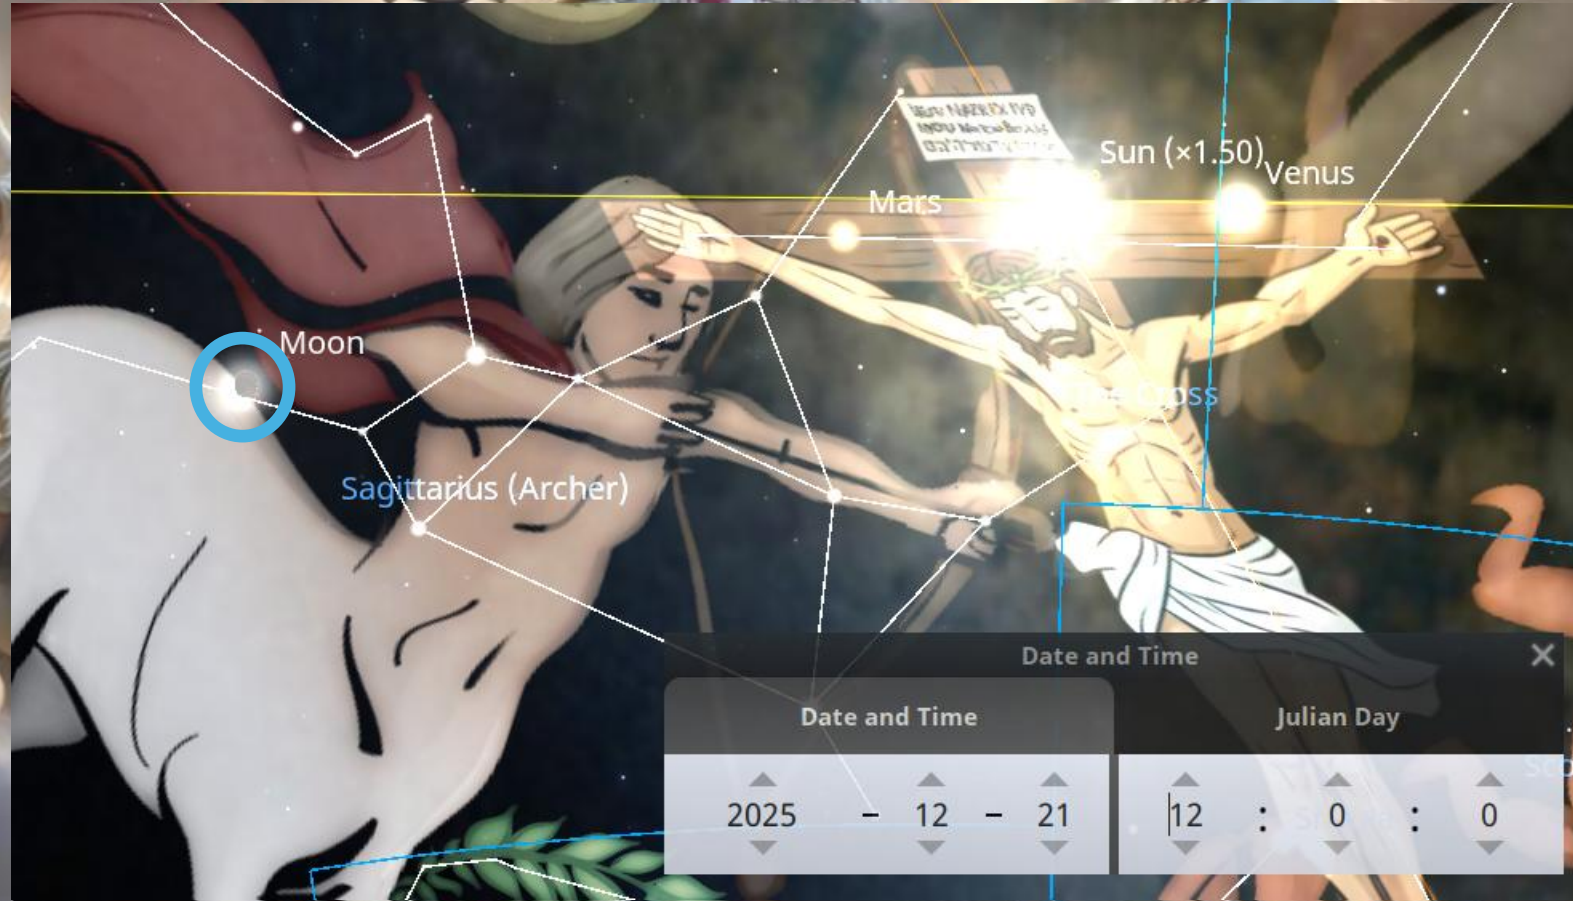 Sun (×1.50)
Venus
Mars
Moon
Sagittarius (Archer)
Date and Time
Date and Time
Julian Day
2025 - 12 - 21
12 : 0 : 0